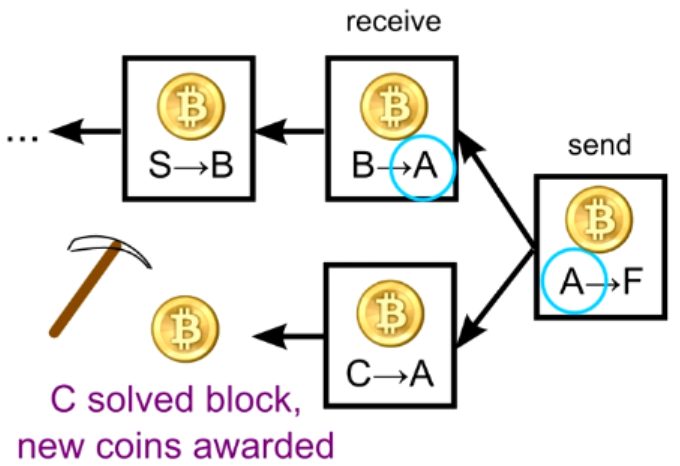 receive
send
...
S→B
B→A
A→F
C→A
C solved block,
new coins awarded